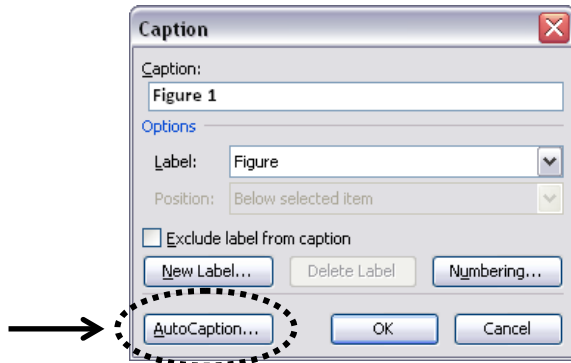 Caption
Caption:
Figure 1
Options
Label: Figure
Position: Below selected item
Exclude label from caption
New Label... Delete Label Numbering...
AutoCaption... OK Cancel